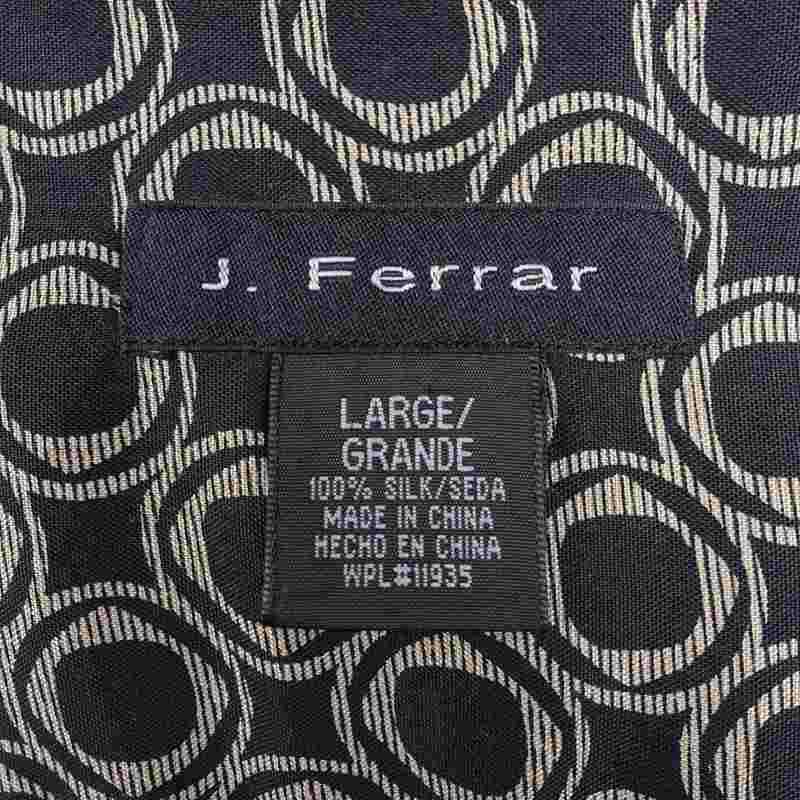 J. Ferrar
LARGE/
GRANDE
100% SILK/SEDA
MADE IN CHINA
HECHO EN CHINA
WPL#11935